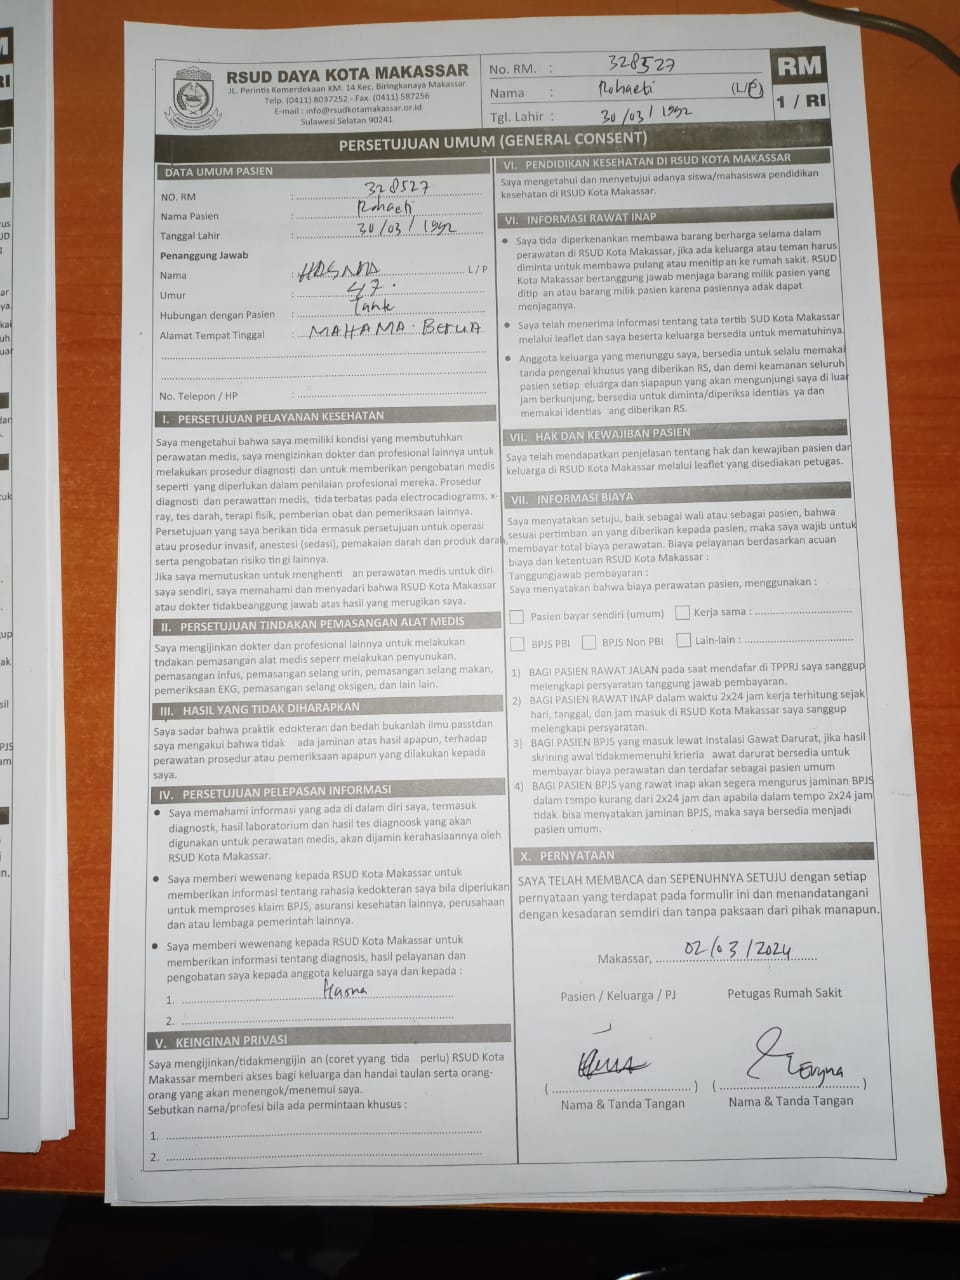 RSUD DAYA KOTA MAKASSAR
JL. Perintis Kemerdekaan KM. 14 Kec. Biringkanaya Makassar
Telp. (0411) 8037252 - Fax. (0411) 587256
E-mail : info@rsudkotamakassar.or.id
Sulawesi Selatan 90241
No. RM. : 328527
Nama : Rohaeti (L/P)
Tgl. Lahir : 30/03/1992
RM
1 / RI
PERSETUJUAN UMUM (GENERAL CONSENT)
DATA UMUM PASIEN
NO. RM : 328527
Nama Pasien : Rohaeti
Tanggal Lahir : 30/03/1992
Penanggung Jawab
Nama : HASNA L / P
Umur : 47.
Hubungan dengan Pasien : Tante
Alamat Tempat Tinggal : MAHAMA.
No. Telepon / HP :
I. PERSETUJUAN PELAYANAN KESEHATAN
Saya mengetahui bahwa saya memiliki kondisi yang membutuhkan
perawatan medis, saya mengizinkan dokter dan profesional lainnya untuk
melakukan prosedur diagnosti dan untuk memberikan pengobatan medis
seperti yang diperlukan dalam penilaian profesional mereka. Prosedur
diagnosti dan perawattan medis, tida terbatas pada electrocadiograms, x-
ray, tes darah, terapi fisik, pemberian obat dan pemeriksaan lainnya.
Persetujuan yang saya berikan tida ermasuk persetujuan untuk operasi
atau prosedur invasif, anestesi (sedasi), pemakaian darah dan produk darah,
serta pengobatan risiko tin gi lainnya.
Jika saya memutuskan untuk menghenti an perawatan medis untuk diri
saya sendiri, saya memahami dan menyadari bahwa RSUD Kota Makassar
atau dokter tidakbeanggung jawab atas hasil yang merugikan saya.
II. PERSETUJUAN TINDAKAN PEMASANGAN ALAT MEDIS
Saya mengijinkan dokter dan profesional lainnya untuk melakukan
tndakan pemasangan alat medis seperr melakukan penyunukan,
pemasangan infus, pemasangan selang urin, pemasangan selang makan,
pemeriksaan EKG, pemasangan selang oksigen, dan lain lain.
III. HASIL YANG TIDAK DIHARAPKAN
Saya sadar bahwa praktik edokteran dan bedah bukanlah ilmu passtdan
saya mengakui bahwa tidak ada jaminan atas hasil apapun, terhadap
perawatan prosedur atau pemeriksaan apapun yang dilakukan kepada
saya.
IV. PERSETUJUAN PELEPASAN INFORMASI
• Saya memahami informasi yang ada di dalam diri saya, termasuk
diagnostk, hasil laboratorium dan hasil tes diagnoosk yang akan
digunakan untuk perawatan medis, akan dijamin kerahasiaannya oleh
RSUD Kota Makassar.
• Saya memberi wewenang kepada RSUD Kota Makassar untuk
memberikan informasi tentang rahasia kedokteran saya bila diperlukan
untuk memproses klaim BPJS, asuransi kesehatan lainnya, perusahaan
dan atau lembaga pemerintah lainnya.
• Saya memberi wewenang kepada RSUD Kota Makassar untuk
memberikan informasi tentang diagnosis, hasil pelayanan dan
pengobatan saya kepada anggota keluarga saya dan kepada :
1. Hasna
2.
V. KEINGINAN PRIVASI
Saya mengijinkan/tidakmengijin an (coret yyang tida perlu) RSUD Kota
Makassar memberi akses bagi keluarga dan handai taulan serta orang-
orang yang akan menengok/menemui saya.
Sebutkan nama/profesi bila ada permintaan khusus :
1.
2.
VI. PENDIDIKAN KESEHATAN DI RSUD KOTA MAKASSAR
Saya mengetahui dan menyetujui adanya siswa/mahasiswa pendidikan
kesehatan di RSUD Kota Makassar.
VI. INFORMASI RAWAT INAP
• Saya tida diperkenankan membawa barang berharga selama dalam
perawatan di RSUD Kota Makassar, jika ada keluarga atau teman harus
diminta untuk membawa pulang atau menitip an ke rumah sakit. RSUD
Kota Makassar bertanggung jawab menjaga barang milik pasien yang
ditip an atau barang milik pasien karena pasiennya adak dapat
menjaganya.
• Saya telah menerima informasi tentang tata tertib SUD Kota Makassar
melalui leaflet dan saya beserta keluarga bersedia untuk mematuhinya.
• Anggota keluarga yang menunggu saya, bersedia untuk selalu memakai
tanda pengenal khusus yang diberikan RS, dan demi keamanan seluruh
pasien setiap eluarga dan siapapun yang akan mengunjungi saya di luar
jam berkunjung, bersedia untuk diminta/diperiksa identias ya dan
memakai identias ang diberikan RS.
VII. HAK DAN KEWAJIBAN PASIEN
Saya telah mendapatkan penjelasan tentang hak dan kewajiban pasien dan
keluarga di RSUD Kota Makassar melalui leaflet yang disediakan petugas.
VII. INFORMASI BIAYA
Saya menyatakan setuju, baik sebagai wali atau sebagai pasien, bahwa
sesuai pertimban an yang diberikan kepada pasien, maka saya wajib untuk
membayar total biaya perawatan. Biaya pelayanan berdasarkan acuan
biaya dan ketentuan RSUD Kota Makassar :
Tanggungjawab pembayaran :
Saya menyatakan bahwa biaya perawatan pasien, menggunakan :
Pasien bayar sendiri (umum) Kerja sama :
BPJS PBI BPJS Non PBI Lain-lain :
1) BAGI PASIEN RAWAT JALAN pada saat mendafar di TPPRJ saya sanggup
melengkapi persyaratan tanggung jawab pembayaran.
2) BAGI PASIEN RAWAT INAP dalam waktu 2x24 jam kerja terhitung sejak
hari, tanggal, dan jam masuk di RSUD Kota Makassar saya sanggup
melengkapi persyaratan.
3) BAGI PASIEN BPJS yang masuk lewat Instalasi Gawat Darurat, jika hasil
skrining awal tidakmemenuhi krieria awat darurat bersedia untuk
membayar biaya perawatan dan terdafar sebagai pasien umum
4) BAGI PASIEN BPJS yang rawat inap akan segera mengurus jaminan BPJS
dalam tempo kurang dari 2x24 jam dan apabila dalam tempo 2x24 jam
tidak bisa menyatakan jaminan BPJS, maka saya bersedia menjadi
pasien umum.
X. PERNYATAAN
SAYA TELAH MEMBACA dan SEPENUHNYA SETUJU dengan setiap
pernyataan yang terdapat pada formulir ini dan menandatangani
dengan kesadaran semdiri dan tanpa paksaan dari pihak manapun.
Makassar, 02/03/2024
Pasien / Keluarga / PJ Petugas Rumah Sakit
Nama & Tanda Tangan Nama & Tanda Tangan